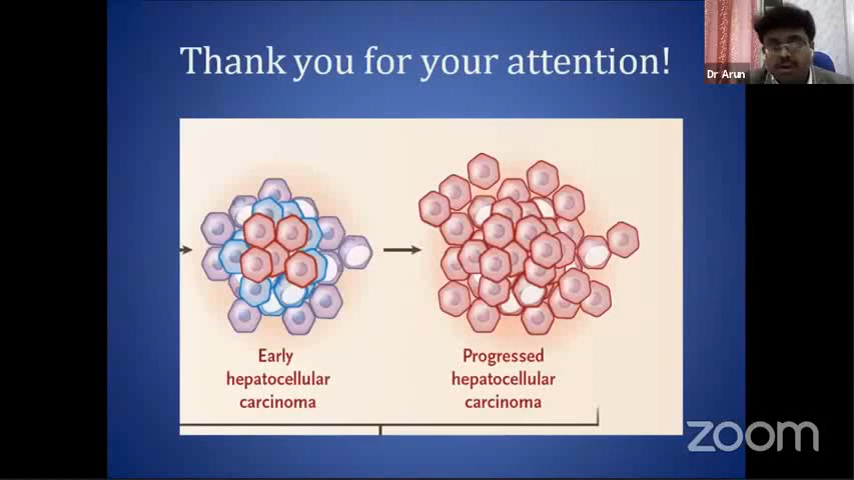 Thank you for your attention!
Dr Arun
Early
hepatocellular
carcinoma
Progressed
hepatocellular
carcinoma
zoom